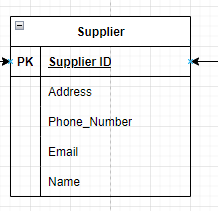 Supplier
PK Supplier ID
Address
Phone_Number
Email
Name